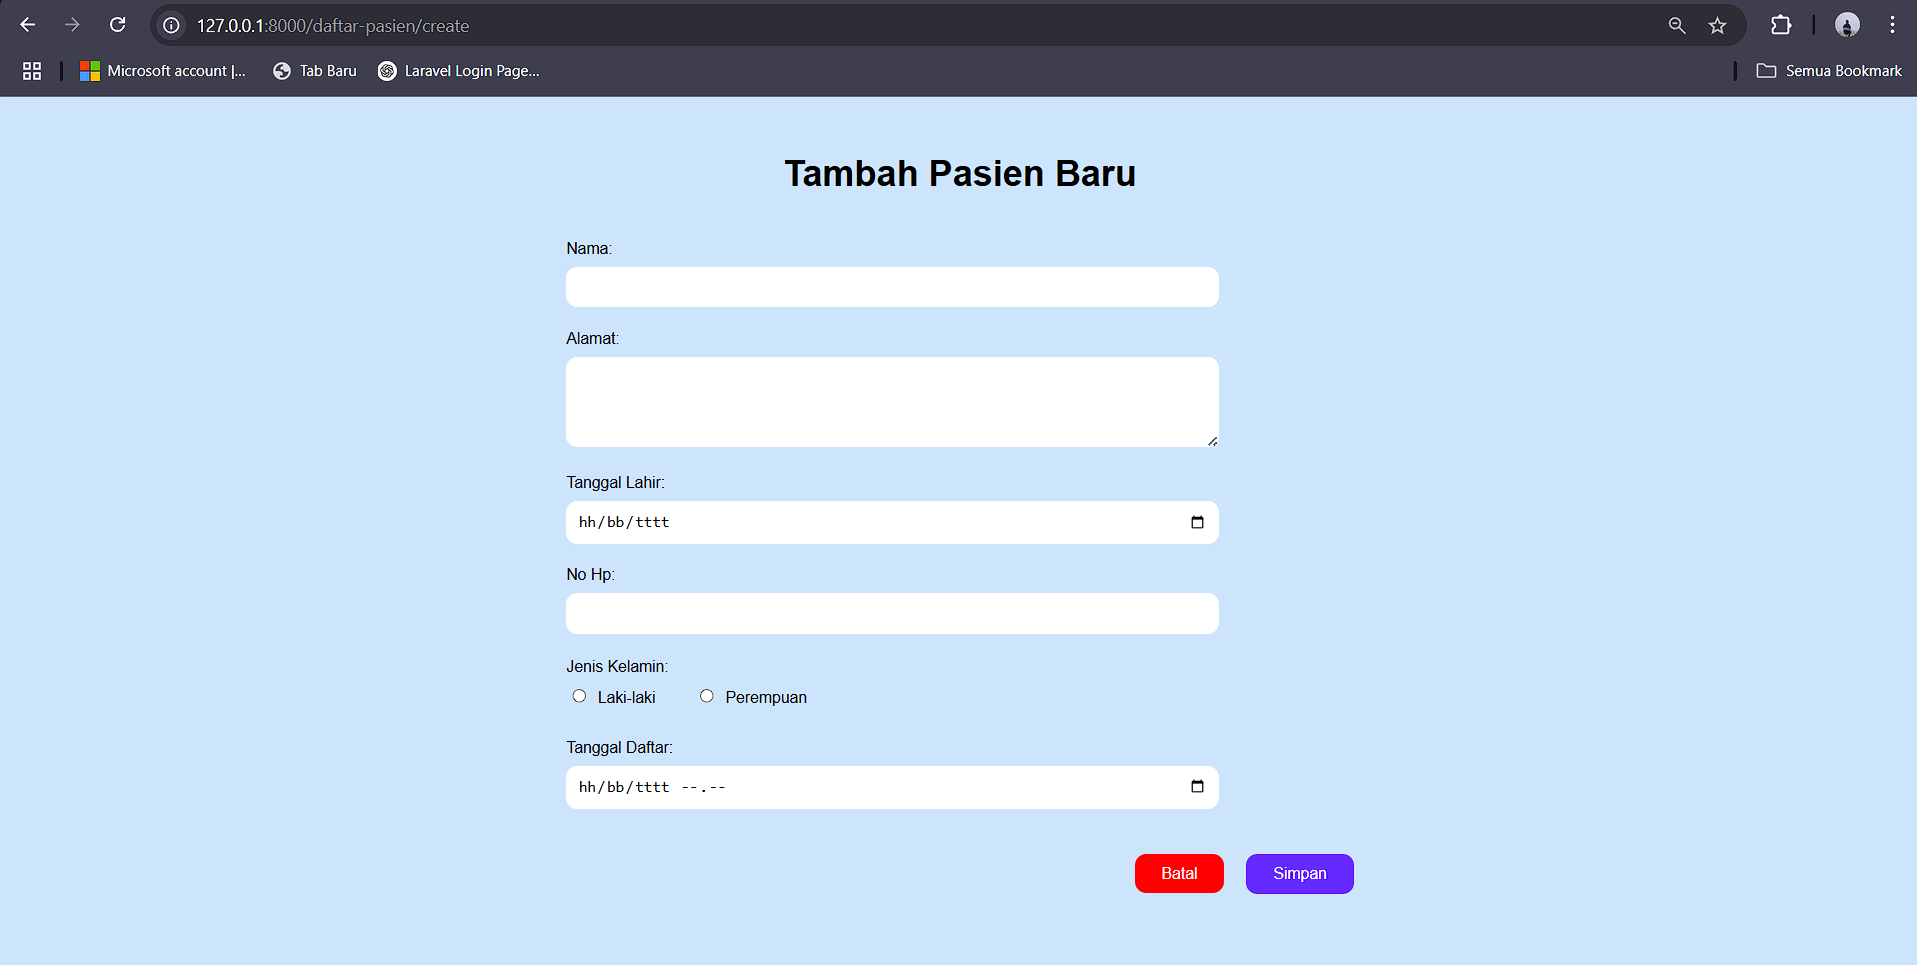 127.0.0.1:8000/daftar-pasien/create
Microsoft account |... Tab Baru Laravel Login Page... Semua Bookmark
Tambah Pasien Baru
Nama:
Alamat:
Tanggal Lahir:
hh/bb/tttt
No Hp:
Jenis Kelamin:
Laki-laki Perempuan
Tanggal Daftar:
hh/bb/tttt --.--
Batal Simpan